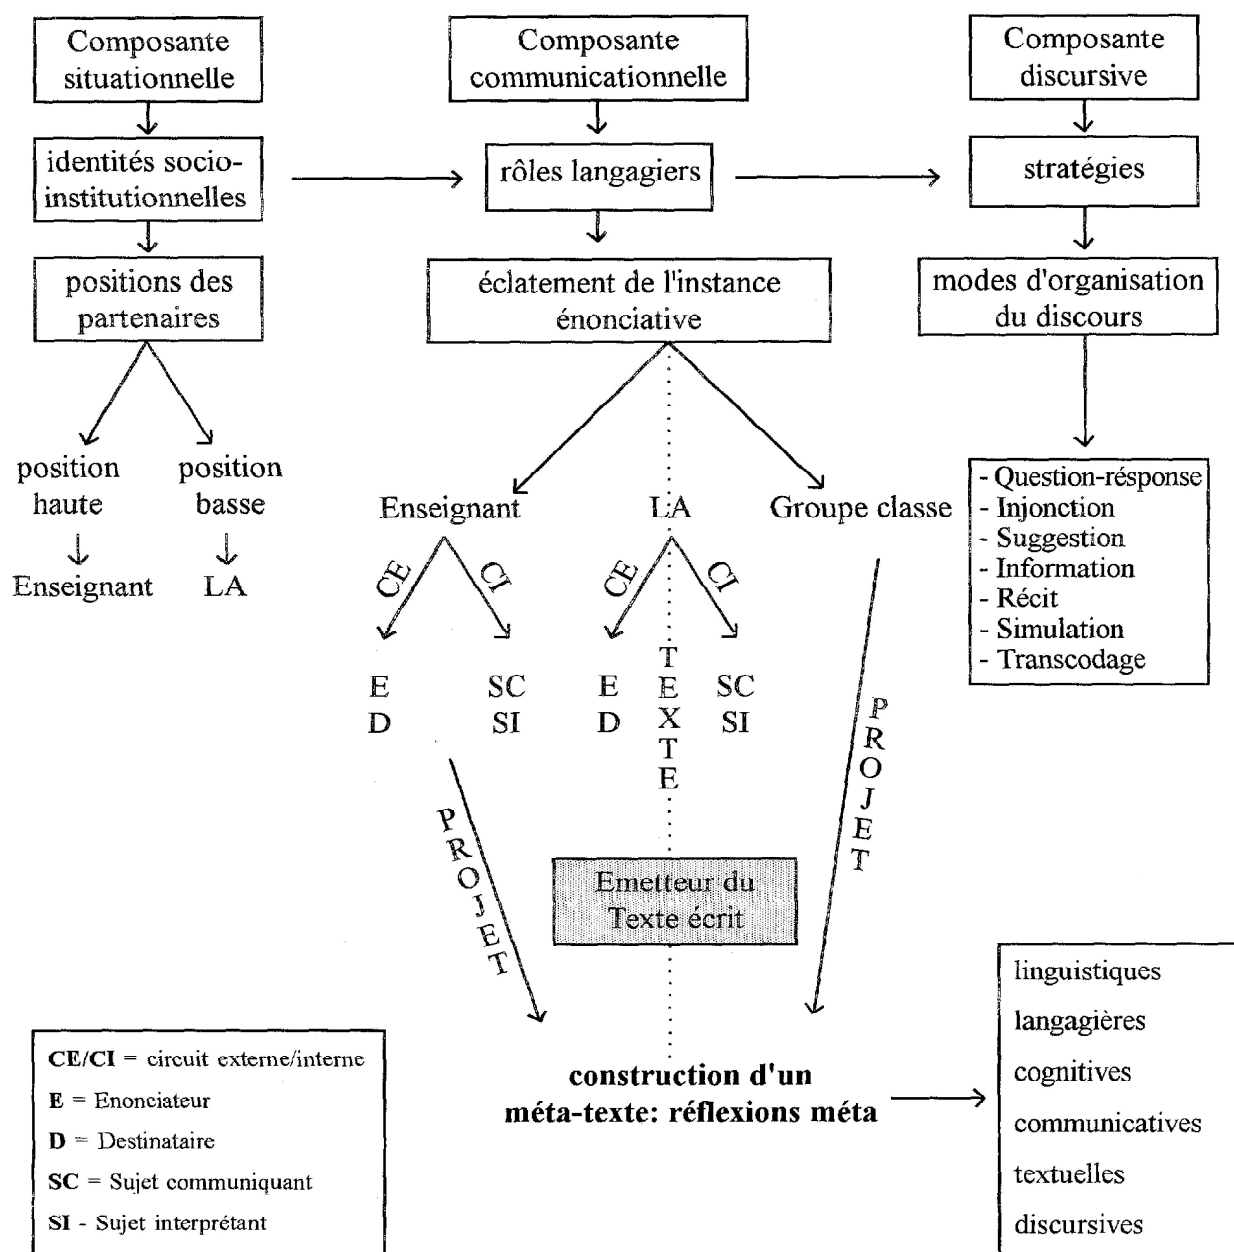 Composante
situationnelle
Composante
communicationnelle
Composante
discursive
identités socio-
institutionnelles
rôles langagiers
stratégies
positions des
partenaires
éclatement de l'instance
énonciative
modes d'organisation
du discours
position
haute
position
basse
Enseignant
LA
Enseignant
LA
Groupe classe
CE
CI
CE
CI
E
D
SC
SI
E
D
TEXTE
SC
SI
- Question-résponse
- Injonction
- Suggestion
- Information
- Récit
- Simulation
- Transcodage
PROJET
PROJET
Emetteur du
Texte écrit
construction d'un
méta-texte: réflexions méta
linguistiques
langagières
cognitives
communicatives
textuelles
discursives
CE/CI = circuit externe/interne
E = Enonciateur
D = Destinataire
SC = Sujet communiquant
SI - Sujet interprétant